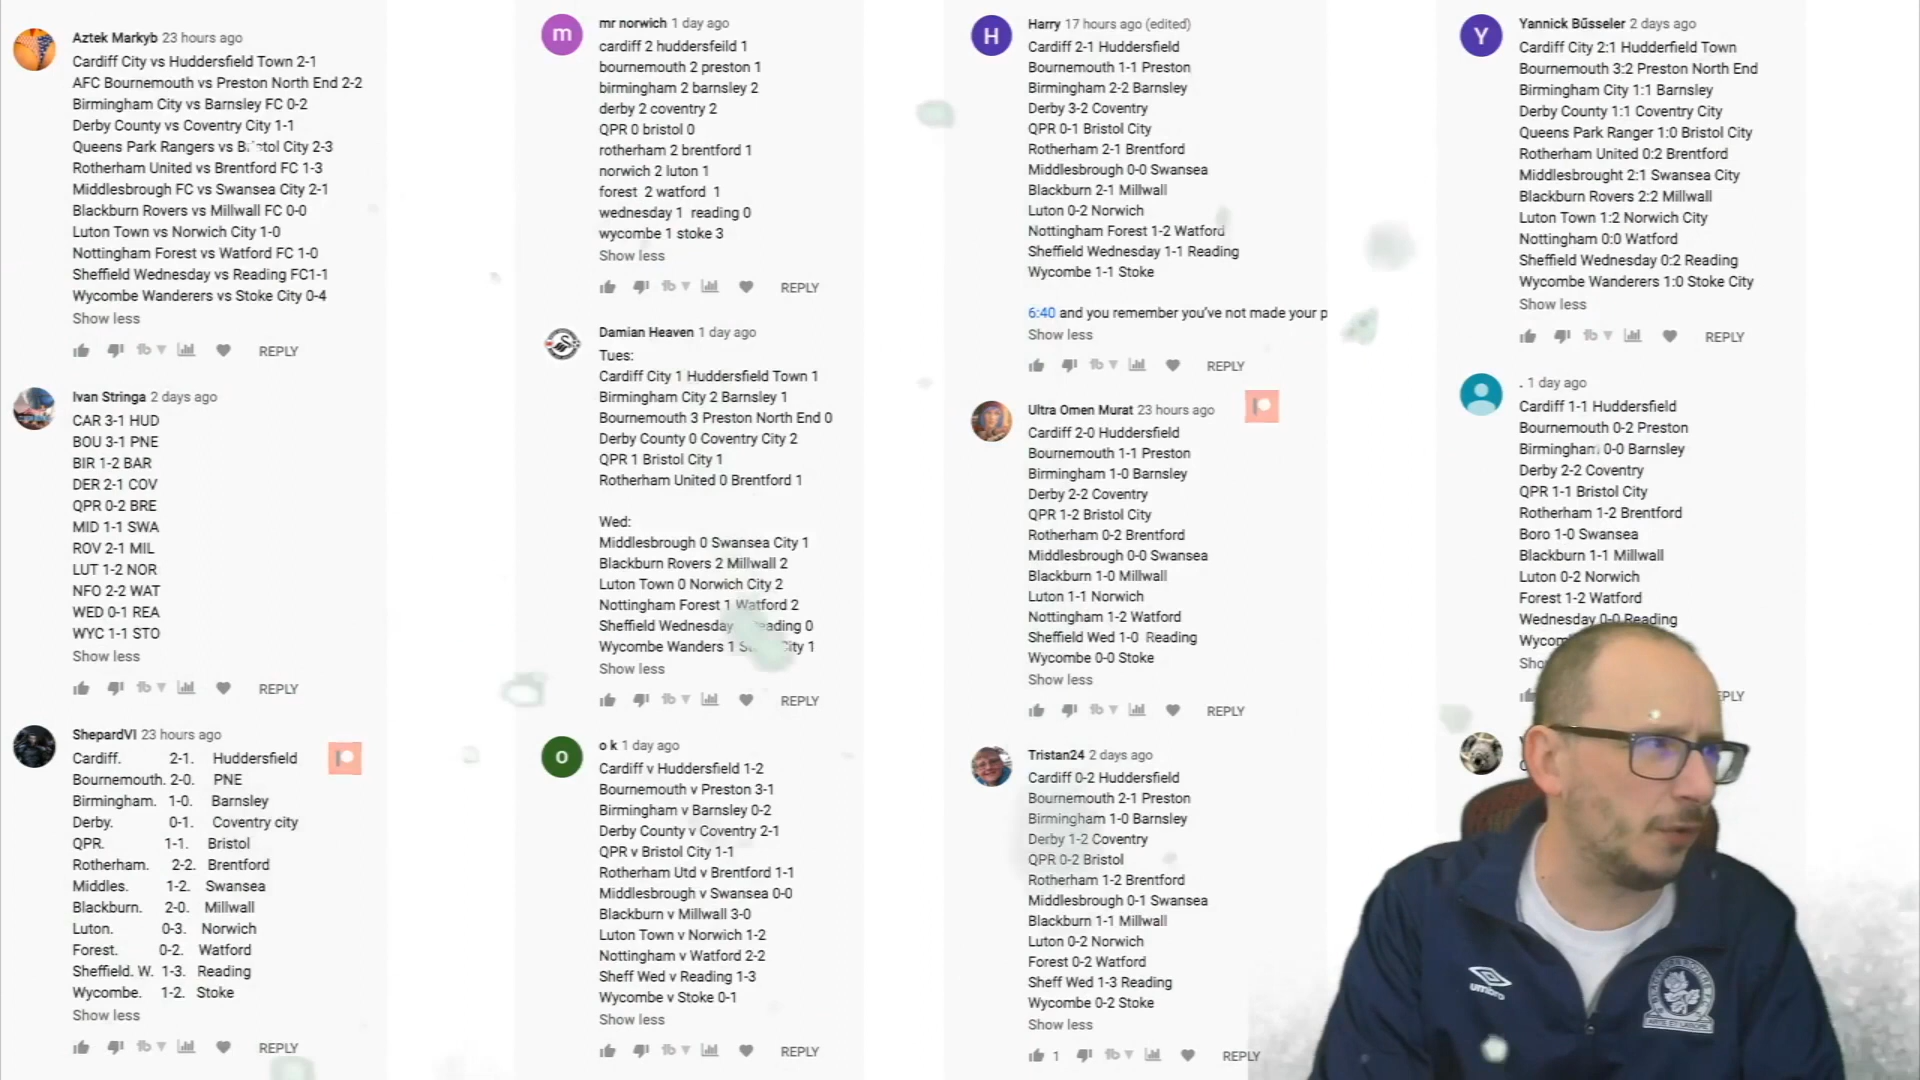 Aztek Markyb 23 hours ago
Cardiff City vs Huddersfield Town 2-1
AFC Bournemouth vs Preston North End 2-2
Birmingham City vs Barnsley FC 0-2
Derby County vs Coventry City 1-1
Queens Park Rangers vs Bristol City 2-3
Rotherham United vs Brentford FC 1-3
Middlesbrough FC vs Swansea City 2-1
Blackburn Rovers vs Millwall FC 0-0
Luton Town vs Norwich City 1-0
Nottingham Forest vs Watford FC 1-0
Sheffield Wednesday vs Reading FC1-1
Wycombe Wanderers vs Stoke City 0-4
Show less
REPLY
Ivan Stringa 2 days ago
CAR 3-1 HUD
BOU 3-1 PNE
BIR 1-2 BAR
DER 2-1 COV
QPR 0-2 BRE
MID 1-1 SWA
ROV 2-1 MIL
LUT 1-2 NOR
NFO 2-2 WAT
WED 0-1 REA
WYC 1-1 STO
Show less
REPLY
ShepardVI 23 hours ago
Cardiff. 2-1. Huddersfield
Bournemouth. 2-0. PNE
Birmingham. 1-0. Barnsley
Derby. 0-1. Coventry city
QPR. 1-1. Bristol
Rotherham. 2-2. Brentford
Middles. 1-2. Swansea
Blackburn. 2-0. Millwall
Luton. 0-3. Norwich
Forest. 0-2. Watford
Sheffield. W. 1-3. Reading
Wycombe. 1-2. Stoke
Show less
REPLY
m
mr norwich 1 day ago
cardiff 2 huddersfeild 1
bournemouth 2 preston 1
birmingham 2 barnsley 2
derby 2 coventry 2
QPR 0 bristol 0
rotherham 2 brentford 1
norwich 2 luton 1
forest 2 watford 1
wednesday 1 reading 0
wycombe 1 stoke 3
Show less
REPLY
Damian Heaven 1 day ago
Tues:
Cardiff City 1 Huddersfield Town 1
Birmingham City 2 Barnsley 1
Bournemouth 3 Preston North End 0
Derby County 0 Coventry City 2
QPR 1 Bristol City 1
Rotherham United 0 Brentford 1
Wed:
Middlesbrough 0 Swansea City 1
Blackburn Rovers 2 Millwall 2
Luton Town 0 Norwich City 2
Nottingham Forest 1 Watford 2
Sheffield Wednesday Reading 0
Wycombe Wanders 1 City 1
Show less
REPLY
o
o k 1 day ago
Cardiff v Huddersfield 1-2
Bournemouth v Preston 3-1
Birmingham v Barnsley 0-2
Derby County v Coventry 2-1
QPR v Bristol City 1-1
Rotherham Utd v Brentford 1-1
Middlesbrough v Swansea 0-0
Blackburn v Millwall 3-0
Luton Town v Norwich 1-2
Nottingham v Watford 2-2
Sheff Wed v Reading 1-3
Wycombe v Stoke 0-1
Show less
REPLY
H
Harry 17 hours ago (edited)
Cardiff 2-1 Huddersfield
Bournemouth 1-1 Preston
Birmingham 2-2 Barnsley
Derby 3-2 Coventry
QPR 0-1 Bristol City
Rotherham 2-1 Brentford
Middlesbrough 0-0 Swansea
Blackburn 2-1 Millwall
Luton 0-2 Norwich
Nottingham Forest 1-2 Watford
Sheffield Wednesday 1-1 Reading
Wycombe 1-1 Stoke
6:40 and you remember you've not made your p
Show less
REPLY
Ultra Omen Murat 23 hours ago
Cardiff 2-0 Huddersfield
Bournemouth 1-1 Preston
Birmingham 1-0 Barnsley
Derby 2-2 Coventry
QPR 1-2 Bristol City
Rotherham 0-2 Brentford
Middlesbrough 0-0 Swansea
Blackburn 1-0 Millwall
Luton 1-1 Norwich
Nottingham 1-2 Watford
Sheffield Wed 1-0 Reading
Wycombe 0-0 Stoke
Show less
REPLY
Tristan24 2 days ago
Cardiff 0-2 Huddersfield
Bournemouth 2-1 Preston
Birmingham 1-0 Barnsley
Derby 1-2 Coventry
QPR 0-2 Bristol
Rotherham 1-2 Brentford
Middlesbrough 0-1 Swansea
Blackburn 1-1 Millwall
Luton 0-2 Norwich
Forest 0-2 Watford
Sheff Wed 1-3 Reading
Wycombe 0-2 Stoke
Show less
1 REPLY
Y
Yannick Bűsseler 2 days ago
Cardiff City 2:1 Hudderfield Town
Bournemouth 3:2 Preston North End
Birmingham City 1:1 Barnsley
Derby County 1:1 Coventry City
Queens Park Ranger 1:0 Bristol City
Rotherham United 0:2 Brentford
Middlesbrought 2:1 Swansea City
Blackburn Rovers 2:2 Millwall
Luton Town 1:2 Norwich City
Nottingham 0:0 Watford
Sheffield Wednesday 0:2 Reading
Wycombe Wanderers 1:0 Stoke City
Show less
REPLY
. 1 day ago
Cardiff 1-1 Huddersfield
Bournemouth 0-2 Preston
Birmingham 0-0 Barnsley
Derby 2-2 Coventry
QPR 1-1 Bristol City
Rotherham 1-2 Brentford
Boro 1-0 Swansea
Blackburn 1-1 Millwall
Luton 0-2 Norwich
Forest 1-2 Watford
Wednesday 0-0 Reading
umbro
ARTE ET LABORE